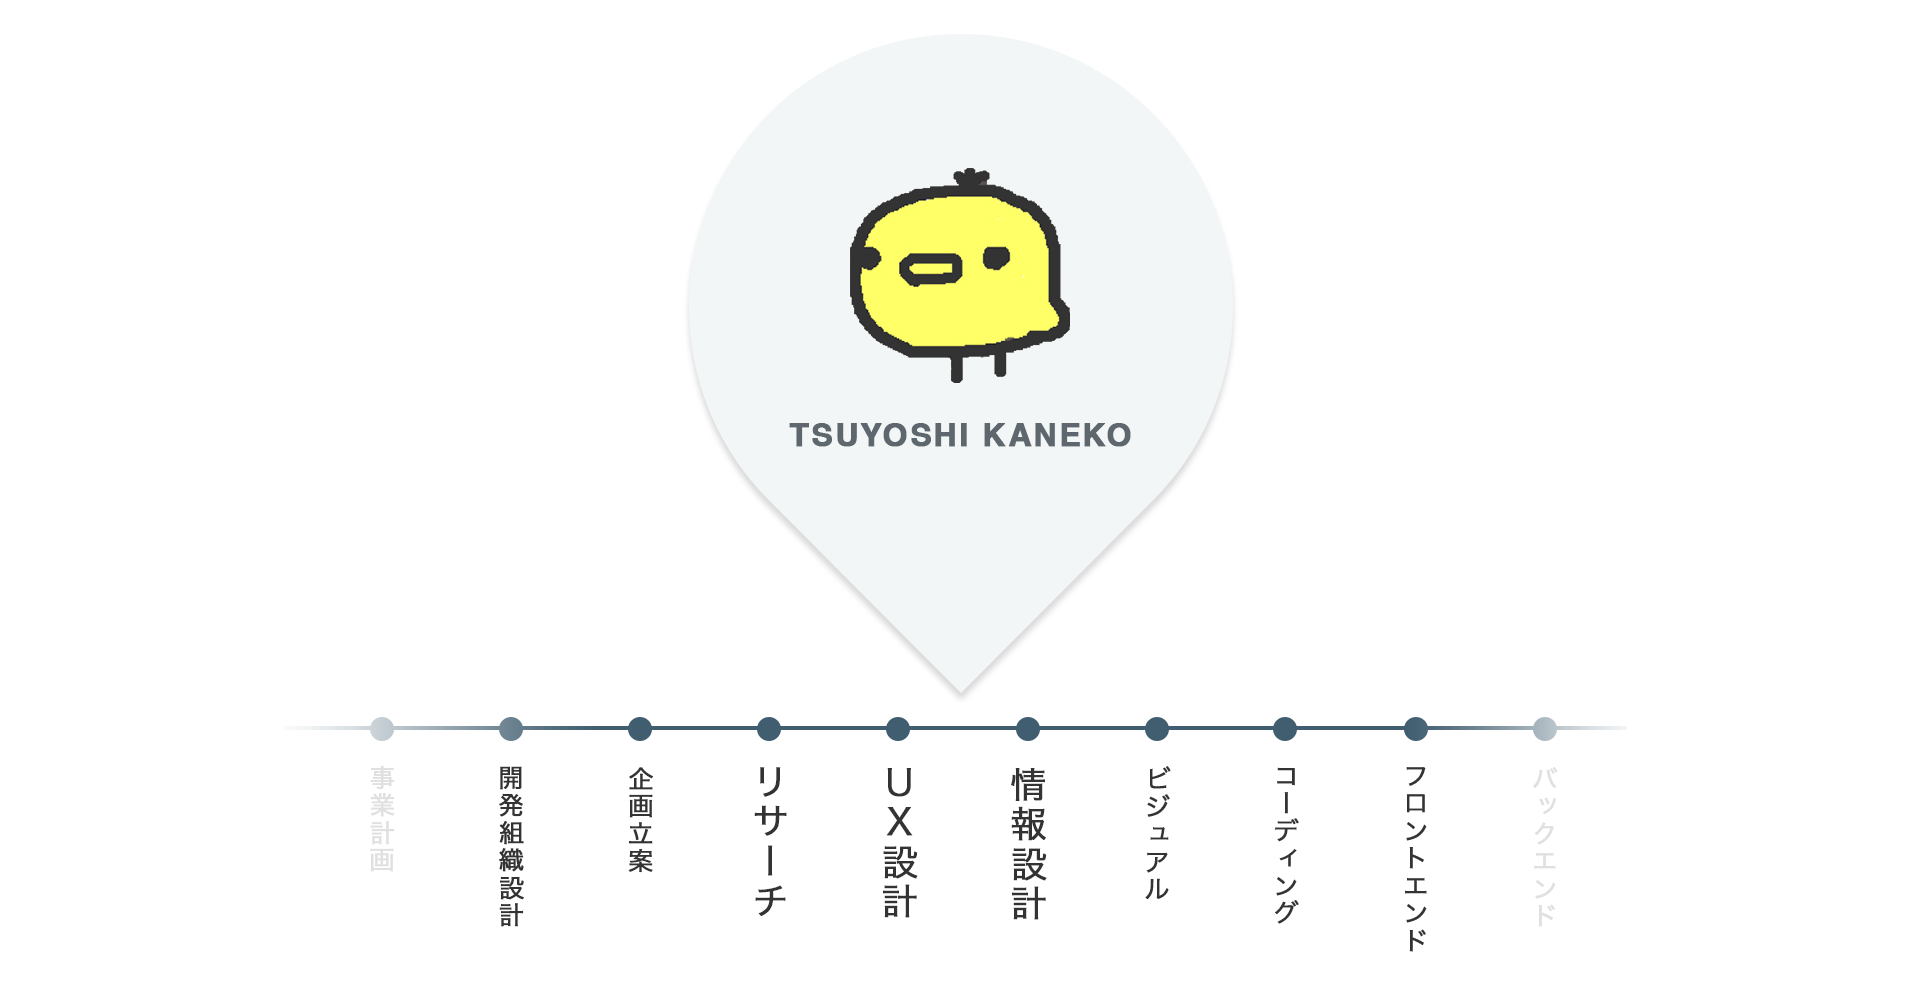 TSUYOSHI KANEKO
事業計画
開発組織設計
企画立案
リサーチ
UX設計
情報設計
ビジュアル
コーディング
フロントエンド
バックエンド